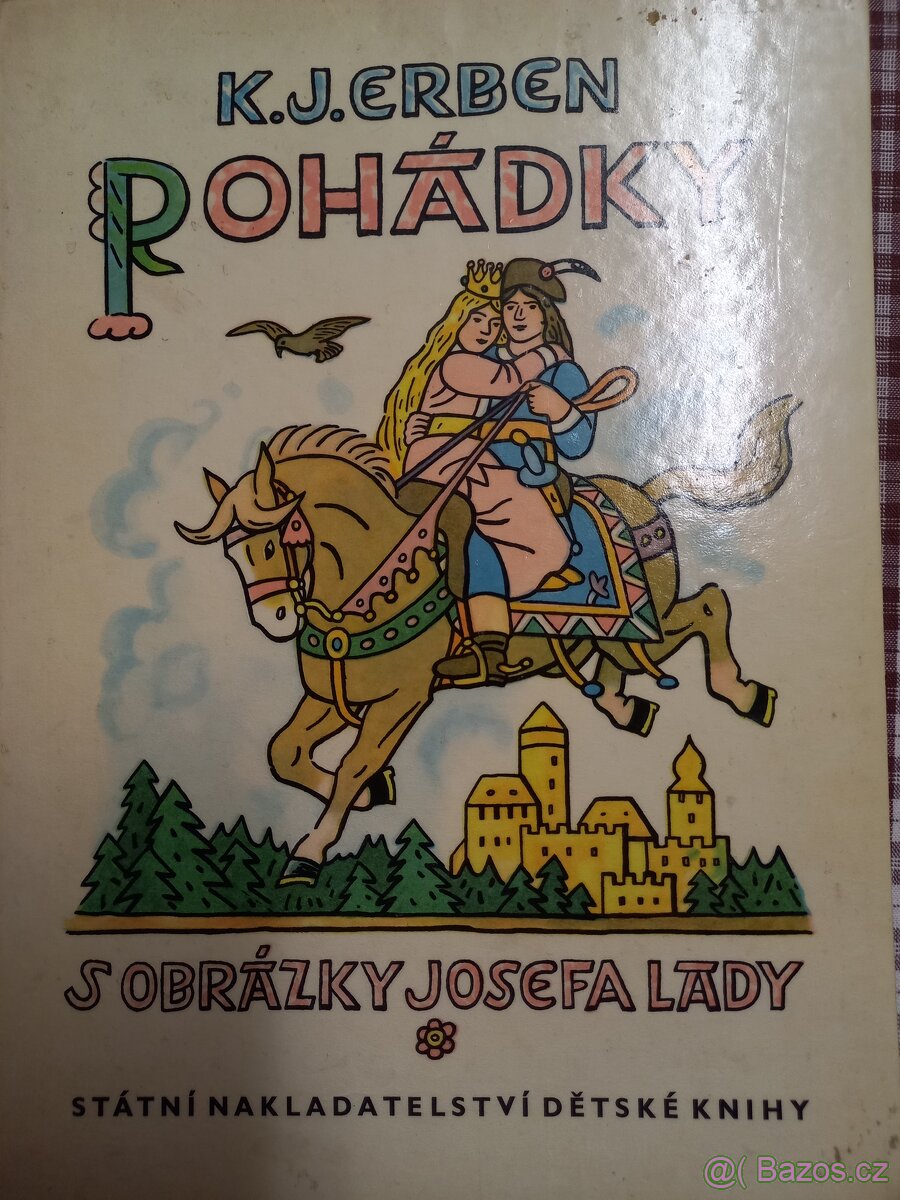 K.J.ERBEN
POHÁDKY
S OBRÁZKY JOSEFA LADY
STÁTNÍ NAKLADATELSTVÍ DĚTSKÉ KNIHY
@( Bazos.cz